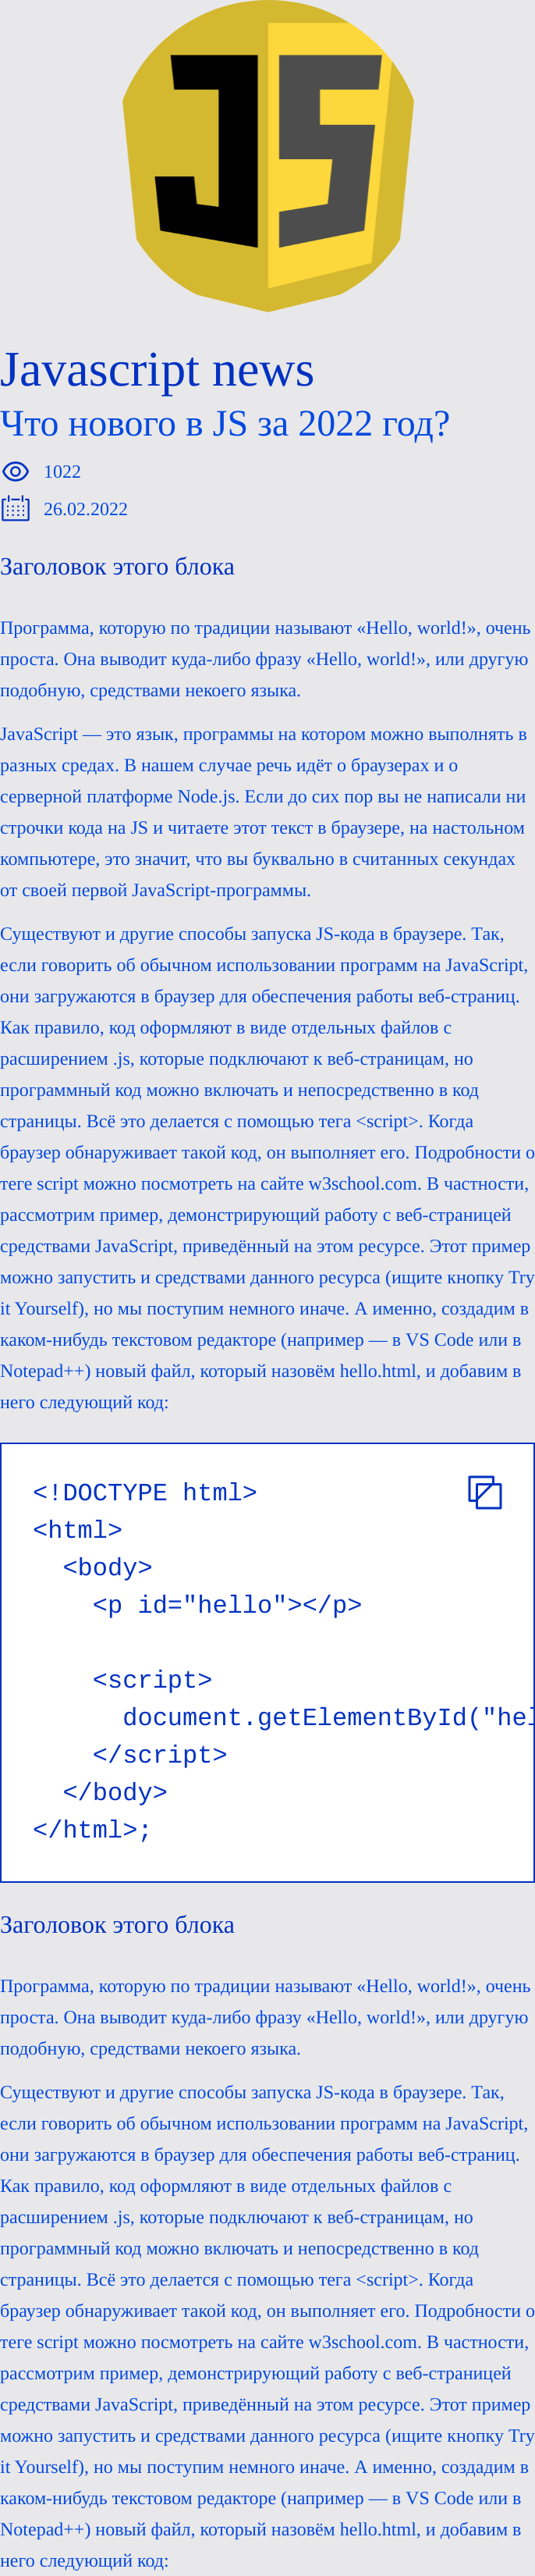 JS
Javascript news
Что нового в JS за 2022 год?
1022
26.02.2022
Заголовок этого блока
Программа, которую по традиции называют «Hello, world!», очень
проста. Она выводит куда-либо фразу «Hello, world!», или другую
подобную, средствами некоего языка.
JavaScript — это язык, программы на котором можно выполнять в
разных средах. В нашем случае речь идёт о браузерах и о
серверной платформе Node.js. Если до сих пор вы не написали ни
строчки кода на JS и читаете этот текст в браузере, на настольном
компьютере, это значит, что вы буквально в считанных секундах
от своей первой JavaScript-программы.
Существуют и другие способы запуска JS-кода в браузере. Так,
если говорить об обычном использовании программ на JavaScript,
они загружаются в браузер для обеспечения работы веб-страниц.
Как правило, код оформляют в виде отдельных файлов с
расширением .js, которые подключают к веб-страницам, но
программный код можно включать и непосредственно в код
страницы. Всё это делается с помощью тега <script>. Когда
браузер обнаруживает такой код, он выполняет его. Подробности о
теге script можно посмотреть на сайте w3school.com. В частности,
рассмотрим пример, демонстрирующий работу с веб-страницей
средствами JavaScript, приведённый на этом ресурсе. Этот пример
можно запустить и средствами данного ресурса (ищите кнопку Try
it Yourself), но мы поступим немного иначе. А именно, создадим в
каком-нибудь текстовом редакторе (например — в VS Code или в
Notepad++) новый файл, который назовём hello.html, и добавим в
него следующий код:
<!DOCTYPE html>
<html>
  <body>
    <p id="hello"></p>
    <script>
      document.getElementById("hel
    </script>
  </body>
</html>;
Заголовок этого блока
Программа, которую по традиции называют «Hello, world!», очень
проста. Она выводит куда-либо фразу «Hello, world!», или другую
подобную, средствами некоего языка.
Существуют и другие способы запуска JS-кода в браузере. Так,
если говорить об обычном использовании программ на JavaScript,
они загружаются в браузер для обеспечения работы веб-страниц.
Как правило, код оформляют в виде отдельных файлов с
расширением .js, которые подключают к веб-страницам, но
программный код можно включать и непосредственно в код
страницы. Всё это делается с помощью тега <script>. Когда
браузер обнаруживает такой код, он выполняет его. Подробности о
теге script можно посмотреть на сайте w3school.com. В частности,
рассмотрим пример, демонстрирующий работу с веб-страницей
средствами JavaScript, приведённый на этом ресурсе. Этот пример
можно запустить и средствами данного ресурса (ищите кнопку Try
it Yourself), но мы поступим немного иначе. А именно, создадим в
каком-нибудь текстовом редакторе (например — в VS Code или в
Notepad++) новый файл, который назовём hello.html, и добавим в
него следующий код: